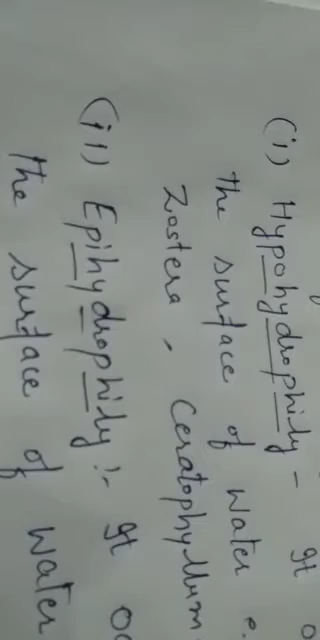 (i) Hypohydrophily - It
the surface of water
Zostera, Ceratophyllum
(ii) Epihydrophily :- It
the surface of water